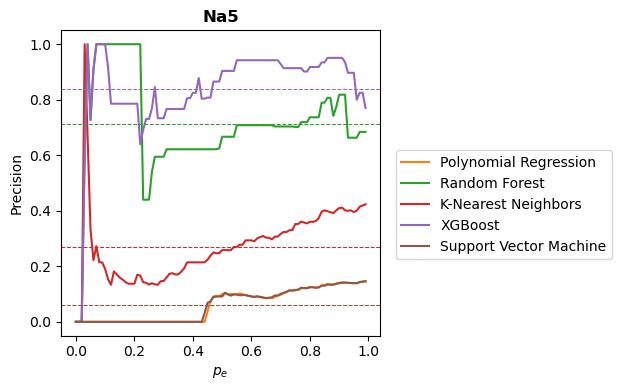 Na5
Precision
1.0
0.8
0.6
0.4
0.2
0.0
0.0 0.2 0.4 0.6 0.8 1.0
pe
Polynomial Regression
Random Forest
K-Nearest Neighbors
XGBoost
Support Vector Machine